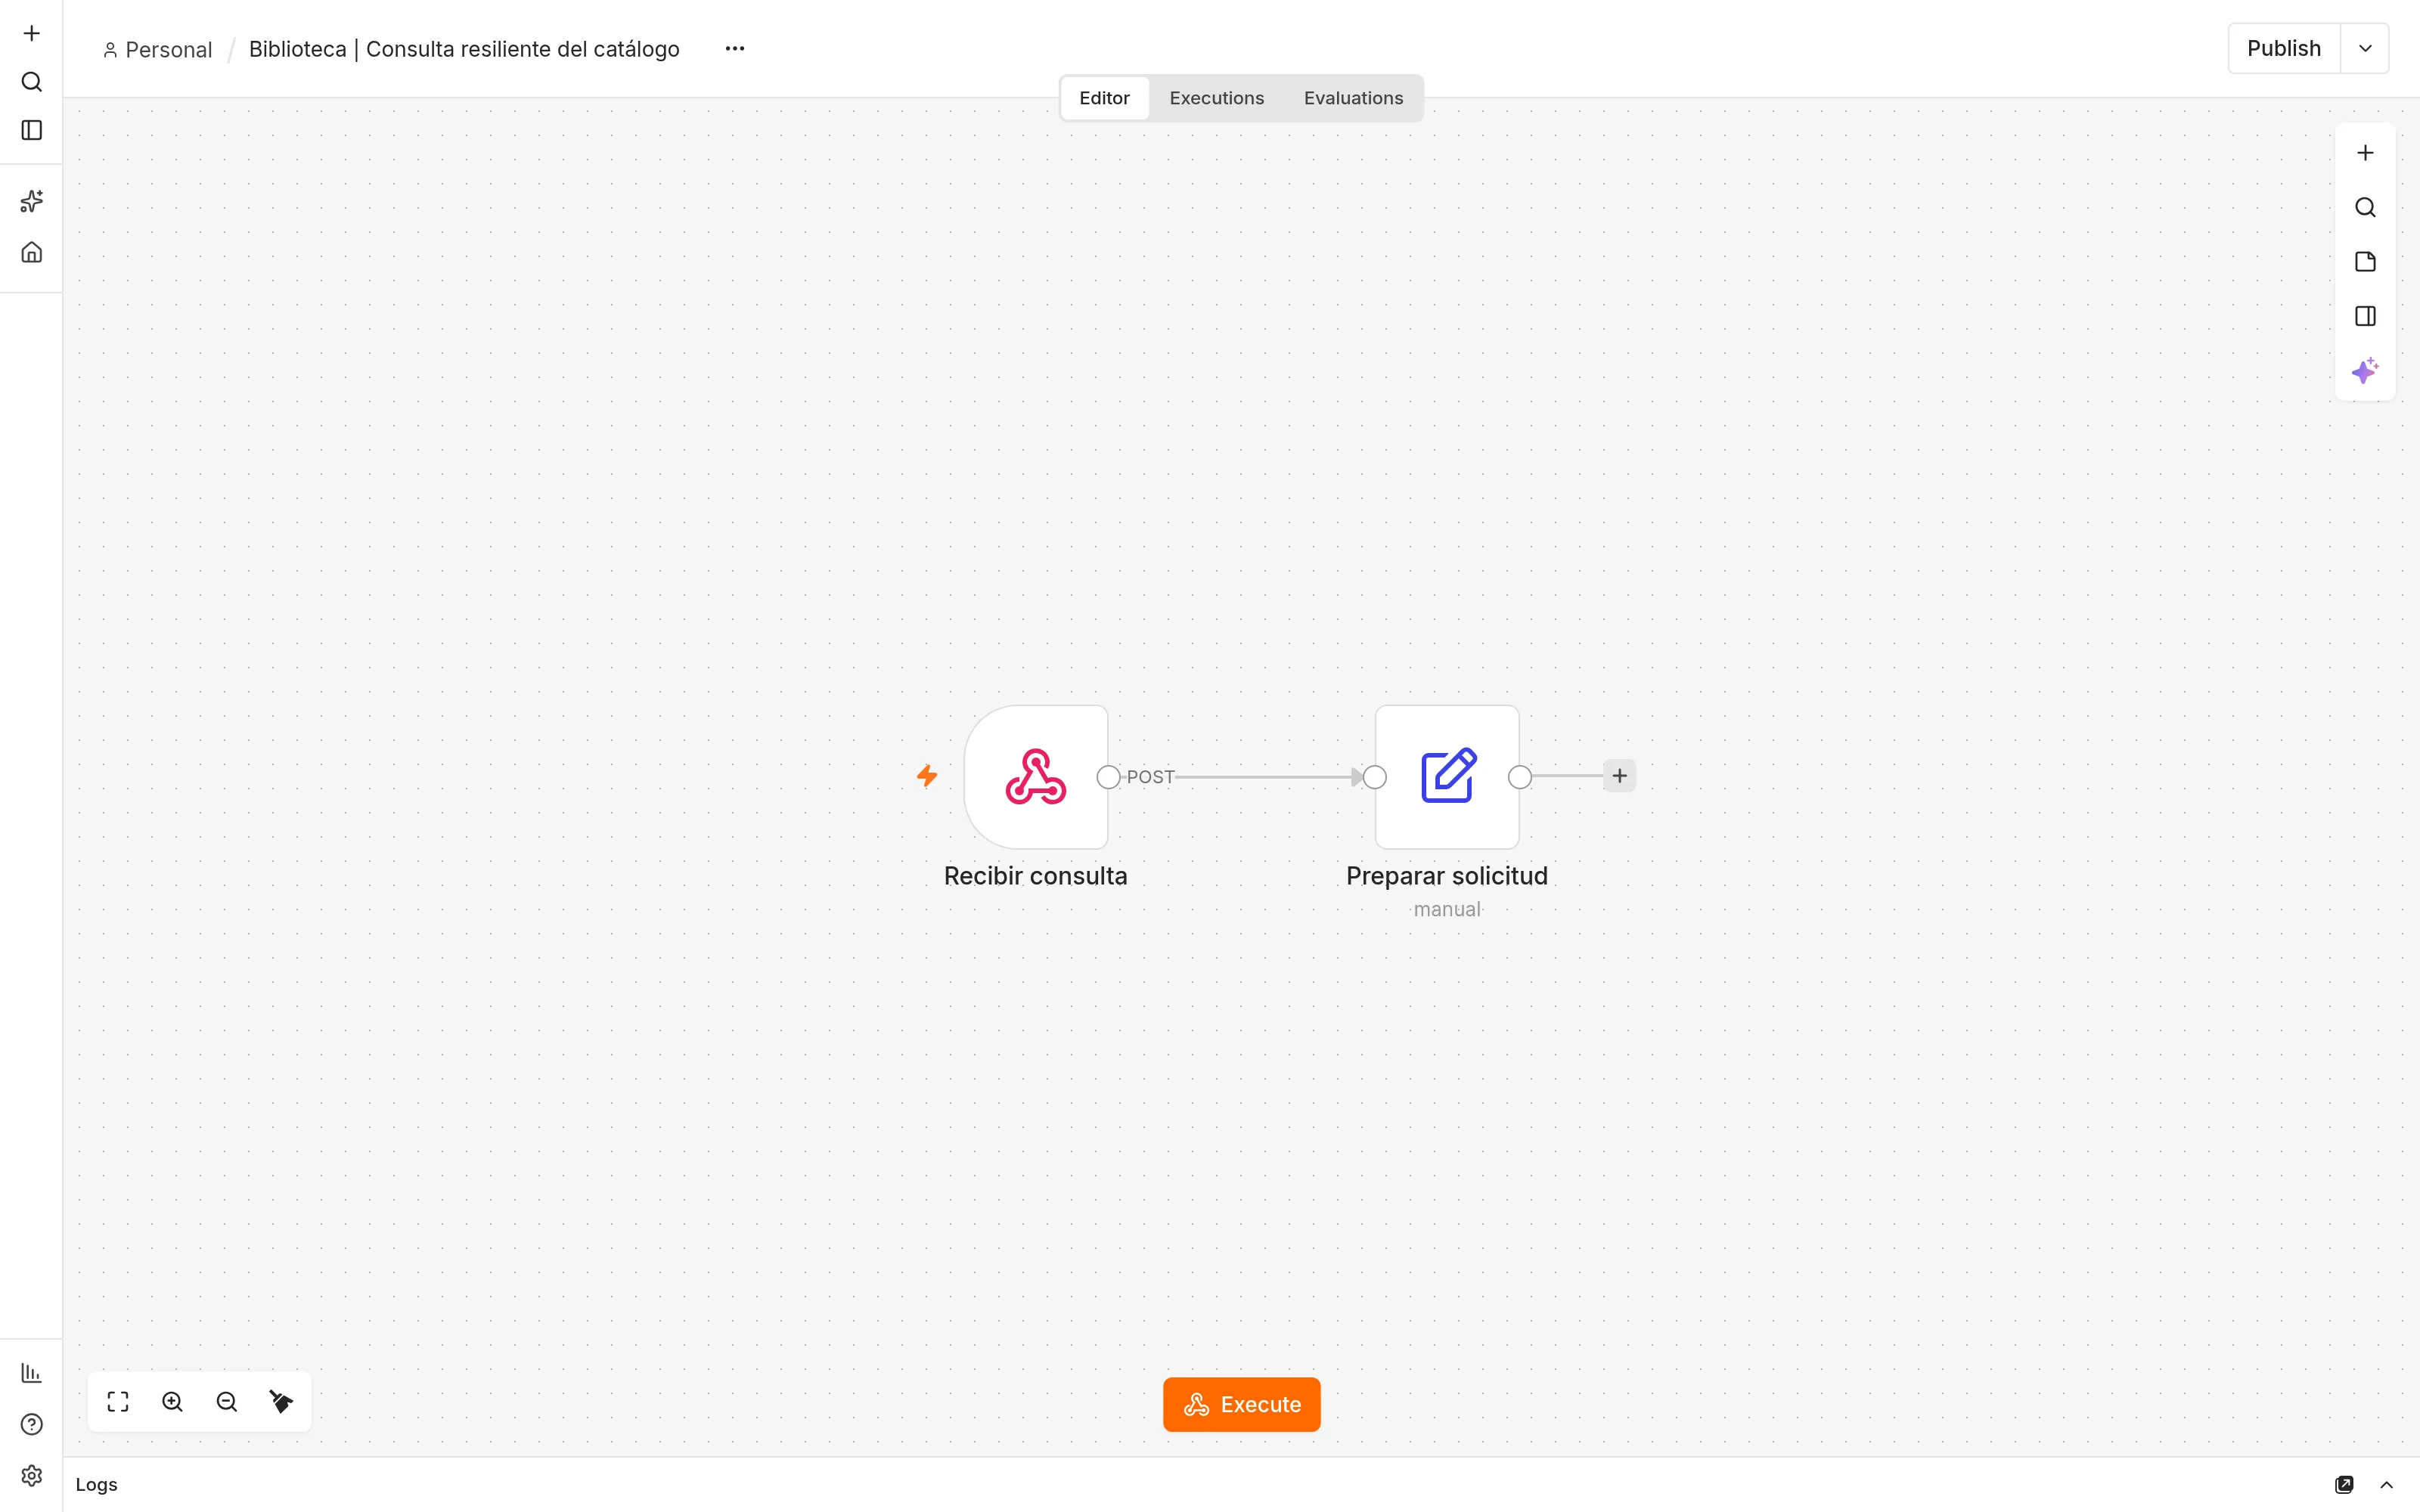 Personal / Biblioteca | Consulta resiliente del catálogo
Publish
Editor Executions Evaluations
POST
Recibir consulta
Preparar solicitud
manual
Execute
Logs